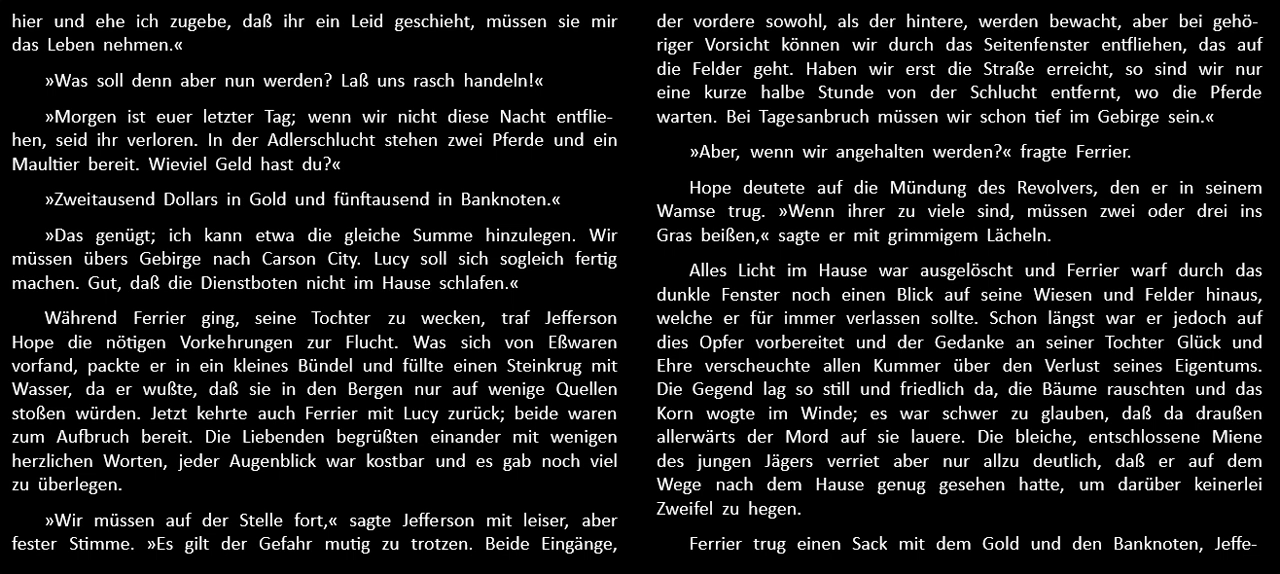 hier und ehe ich zugebe, daß ihr ein Leid geschieht, müssen sie mir
das Leben nehmen.«
»Was soll denn aber nun werden? Laß uns rasch handeln!«
»Morgen ist euer letzter Tag; wenn wir nicht diese Nacht entflie-
hen, seid ihr verloren. In der Adlerschlucht stehen zwei Pferde und ein
Maultier bereit. Wieviel Geld hast du?«
»Zweitausend Dollars in Gold und fünftausend in Banknoten.«
»Das genügt; ich kann etwa die gleiche Summe hinzulegen. Wir
müssen übers Gebirge nach Carson City. Lucy soll sich sogleich fertig
machen. Gut, daß die Dienstboten nicht im Hause schlafen.«
Während Ferrier ging, seine Tochter zu wecken, traf Jefferson
Hope die nötigen Vorkehrungen zur Flucht. Was sich von Eßwaren
vorfand, packte er in ein kleines Bündel und füllte einen Steinkrug mit
Wasser, da er wußte, daß sie in den Bergen nur auf wenige Quellen
stoßen würden. Jetzt kehrte auch Ferrier mit Lucy zurück; beide waren
zum Aufbruch bereit. Die Liebenden begrüßten einander mit wenigen
herzlichen Worten, jeder Augenblick war kostbar und es gab noch viel
zu überlegen.
»Wir müssen auf der Stelle fort,« sagte Jefferson mit leiser, aber
fester Stimme. »Es gilt der Gefahr mutig zu trotzen. Beide Eingänge,
der vordere sowohl, als der hintere, werden bewacht, aber bei gehö-
riger Vorsicht können wir durch das Seitenfenster entfliehen, das auf
die Felder geht. Haben wir erst die Straße erreicht, so sind wir nur
eine kurze halbe Stunde von der Schlucht entfernt, wo die Pferde
warten. Bei Tagesanbruch müssen wir schon tief im Gebirge sein.«
»Aber, wenn wir angehalten werden?« fragte Ferrier.
Hope deutete auf die Mündung des Revolvers, den er in seinem
Wamse trug. »Wenn ihrer zu viele sind, müssen zwei oder drei ins
Gras beißen,« sagte er mit grimmigem Lächeln.
Alles Licht im Hause war ausgelöscht und Ferrier warf durch das
dunkle Fenster noch einen Blick auf seine Wiesen und Felder hinaus,
welche er für immer verlassen sollte. Schon längst war er jedoch auf
dies Opfer vorbereitet und der Gedanke an seiner Tochter Glück und
Ehre verscheuchte allen Kummer über den Verlust seines Eigentums.
Die Gegend lag so still und friedlich da, die Bäume rauschten und das
Korn wogte im Winde; es war schwer zu glauben, daß da draußen
allerwärts der Mord auf sie lauere. Die bleiche, entschlossene Miene
des jungen Jägers verriet aber nur allzu deutlich, daß er auf dem
Wege nach dem Hause genug gesehen hatte, um darüber keinerlei
Zweifel zu hegen.
Ferrier trug einen Sack mit dem Gold und den Banknoten, Jeffe-